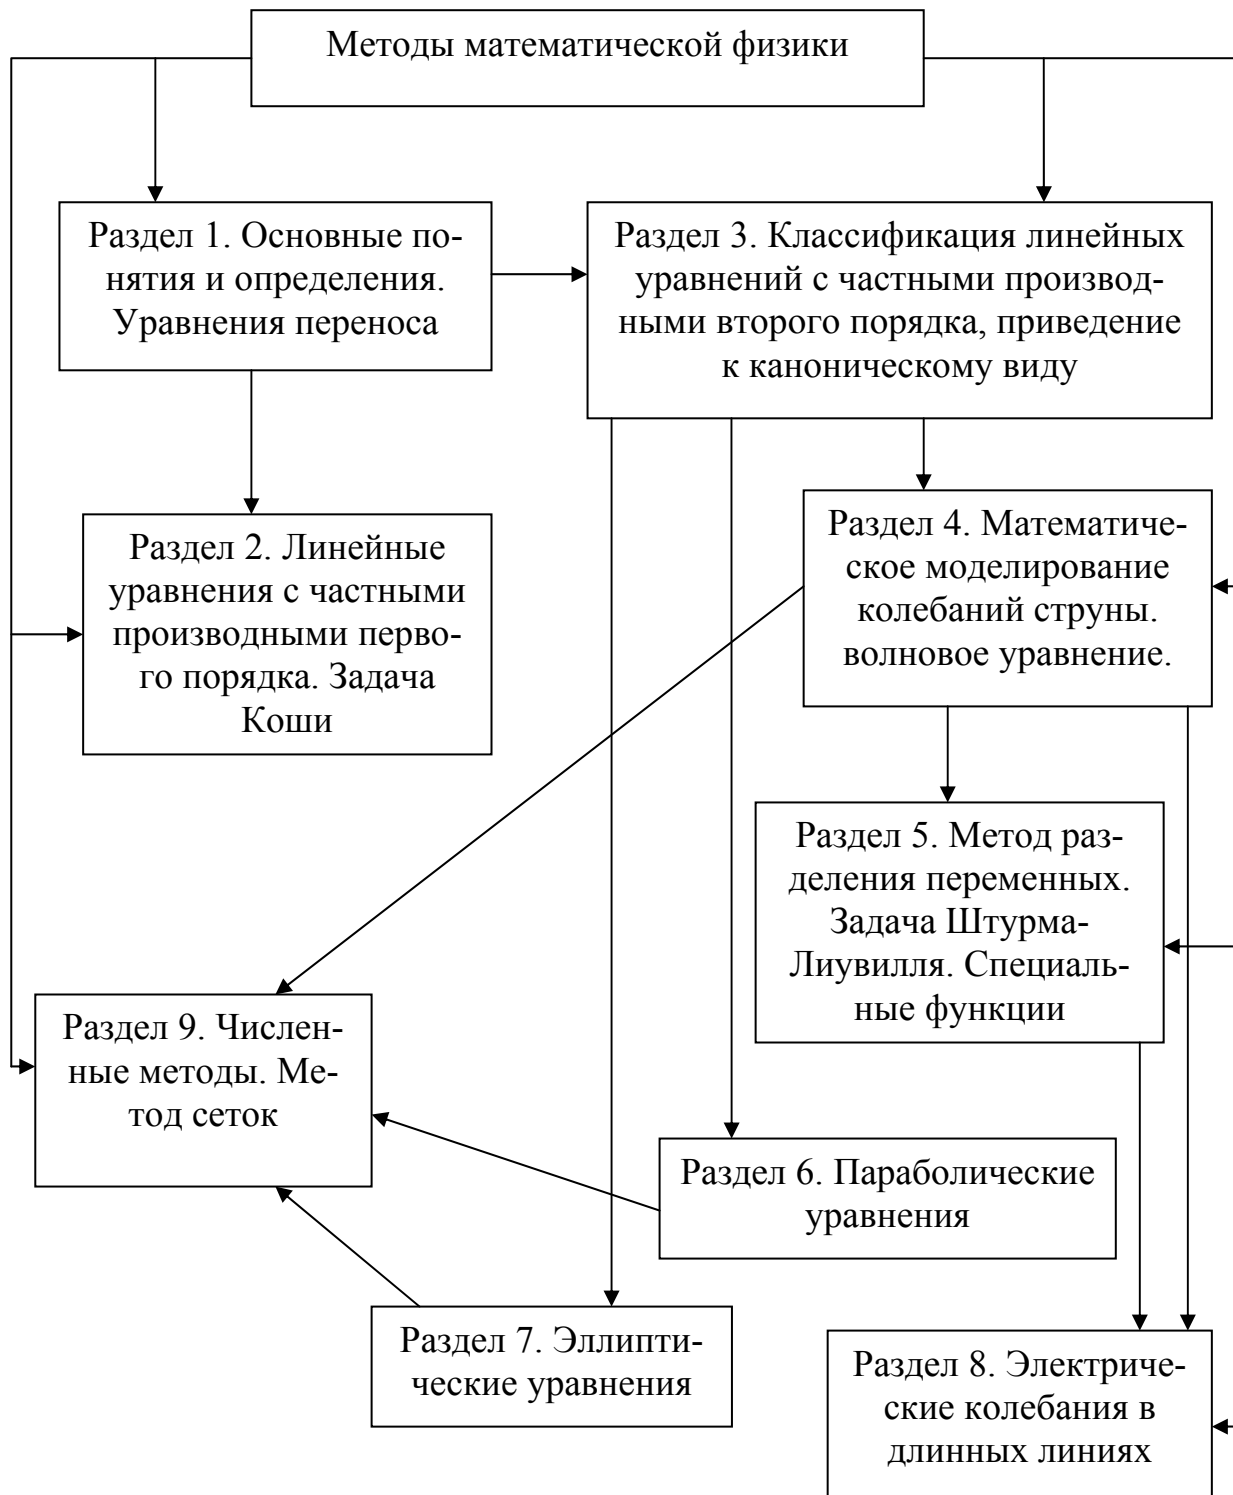 Методы математической физики
Раздел 1. Основные по-
нятия и определения.
Уравнения переноса
Раздел 3. Классификация линейных
уравнений с частными производ-
ными второго порядка, приведение
к каноническому виду
Раздел 2. Линейные
уравнения с частными
производными перво-
го порядка. Задача
Коши
Раздел 4. Математиче-
ское моделирование
колебаний струны.
волновое уравнение.
Раздел 5. Метод раз-
деления переменных.
Задача Штурма-
Лиувилля. Специаль-
ные функции
Раздел 9. Числен-
ные методы. Ме-
тод сеток
Раздел 6. Параболические
уравнения
Раздел 7. Эллипти-
ческие уравнения
Раздел 8. Электриче-
ские колебания в
длинных линиях